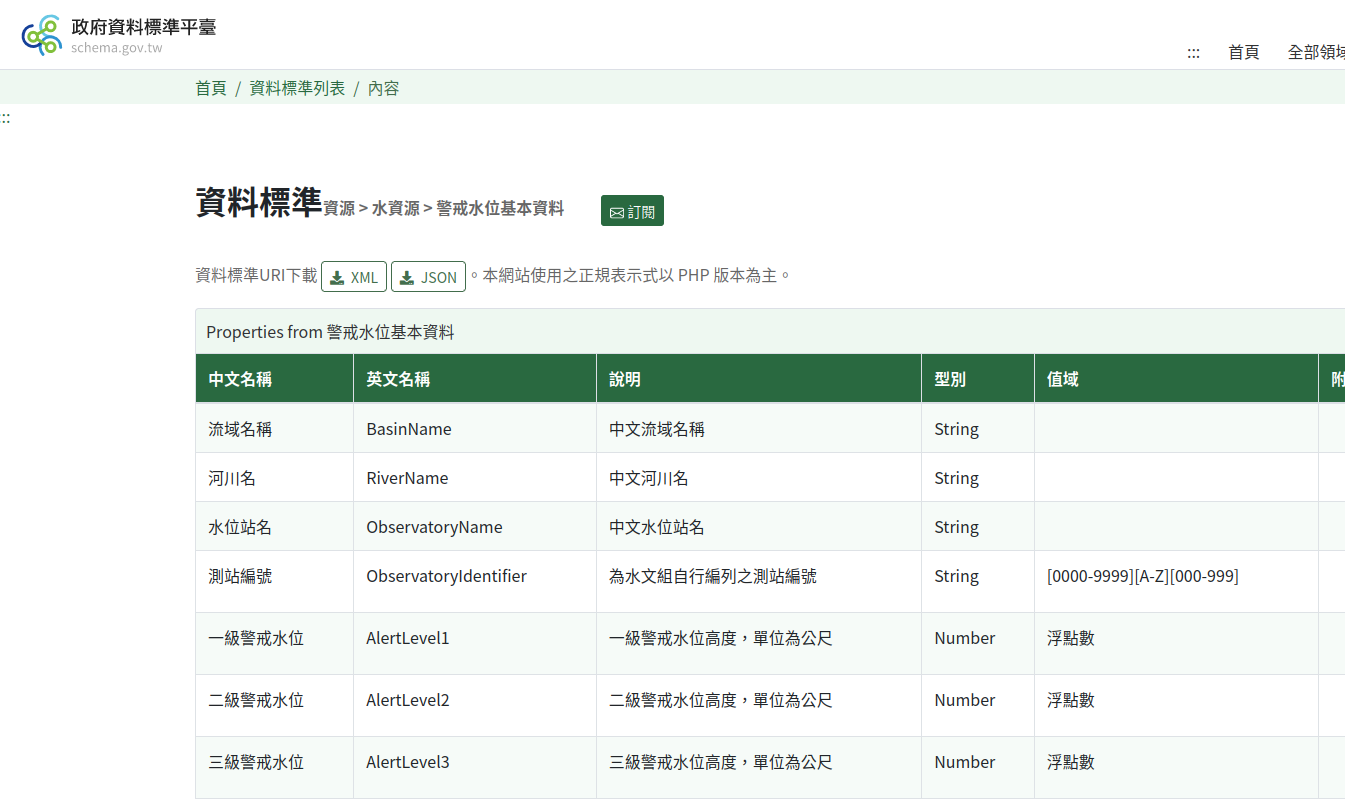 政府資料標準平臺
schema.gov.tw
::: 首頁 全部領域
首頁 / 資料標準列表 / 內容
:::
資料標準資源 > 水資源 > 警戒水位基本資料 訂閱
資料標準URI下載 XML JSON 。本網站使用之正規表示式以 PHP 版本為主。
Properties from 警戒水位基本資料
中文名稱 英文名稱 說明 型別 值域 附
流域名稱 BasinName 中文流域名稱 String
河川名 RiverName 中文河川名 String
水位站名 ObservatoryName 中文水位站名 String
測站編號 ObservatoryIdentifier 為水文組自行編列之測站編號 String [0000-9999][A-Z][000-999]
一級警戒水位 AlertLevel1 一級警戒水位高度，單位為公尺 Number 浮點數
二級警戒水位 AlertLevel2 二級警戒水位高度，單位為公尺 Number 浮點數
三級警戒水位 AlertLevel3 三級警戒水位高度，單位為公尺 Number 浮點數